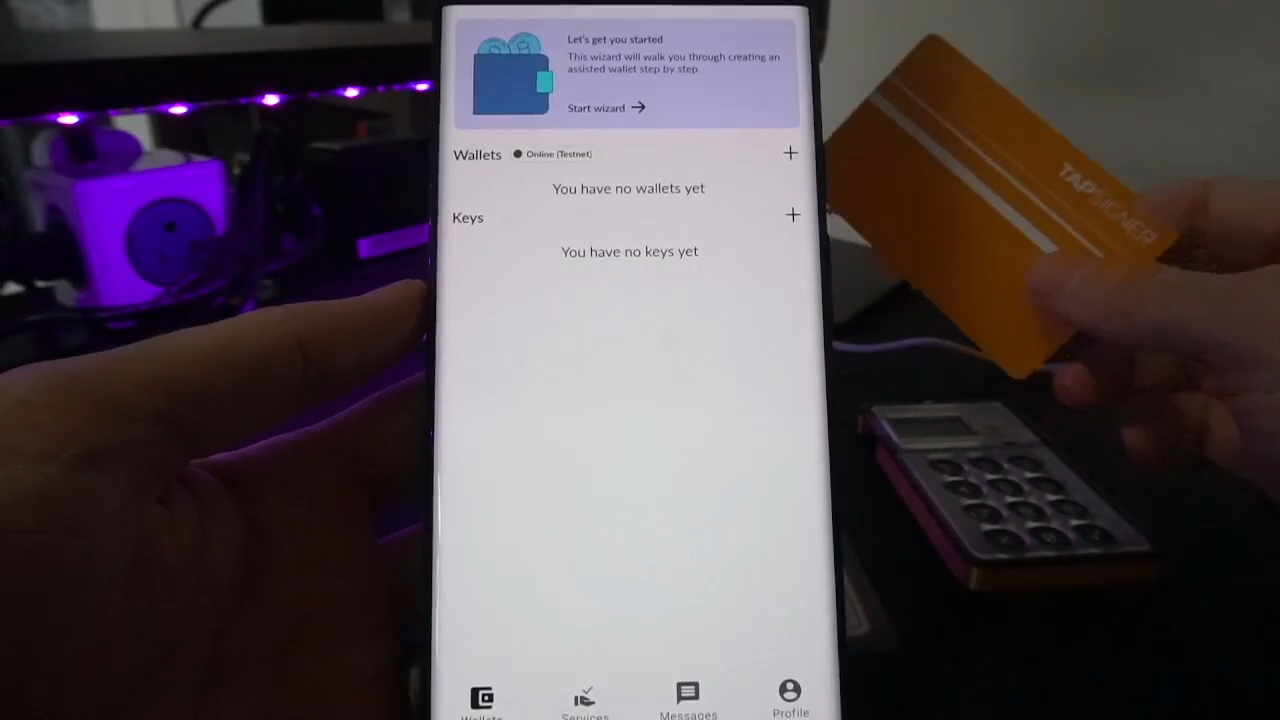 Let's get you started
This wizard will walk you through creating an
assisted wallet step by step
Start wizard
Wallets
Online (Testnet)
You have no wallets yet
Keys
You have no keys yet
TAPSIGNER
Wallets
Services
Messages
Profile